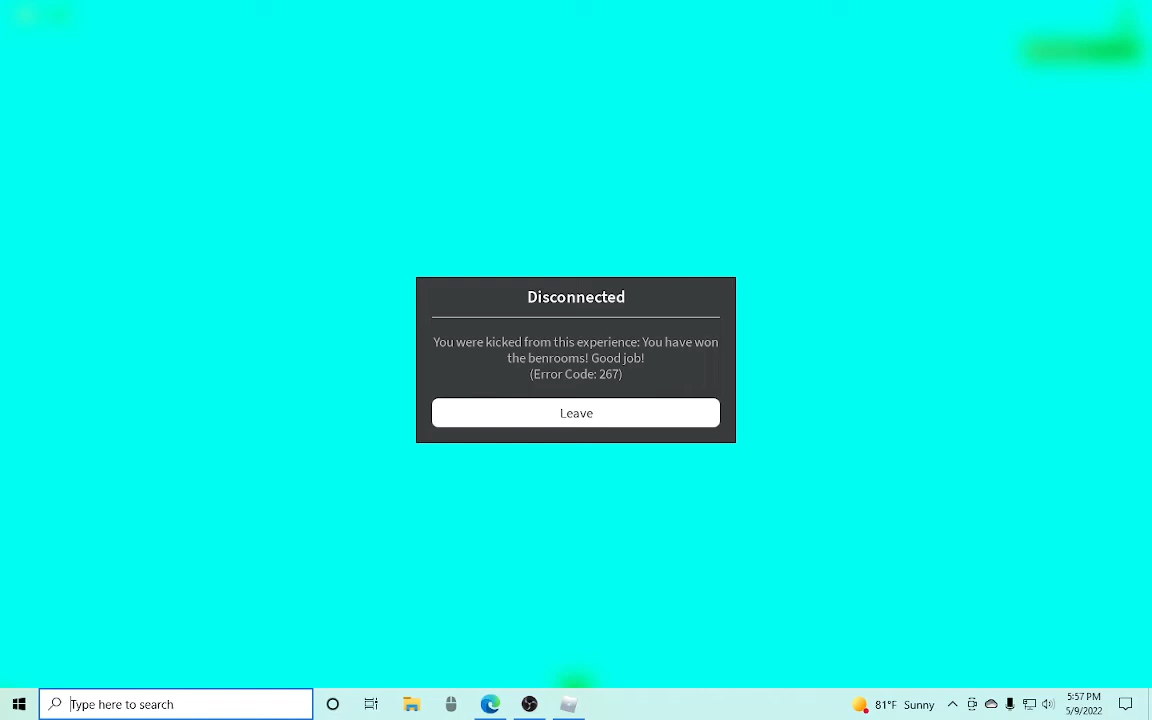 Disconnected
You were kicked from this experience: You have won
the benrooms! Good job!
(Error Code: 267)
Leave
Type here to search
81°F Sunny
5:57 PM
5/9/2022